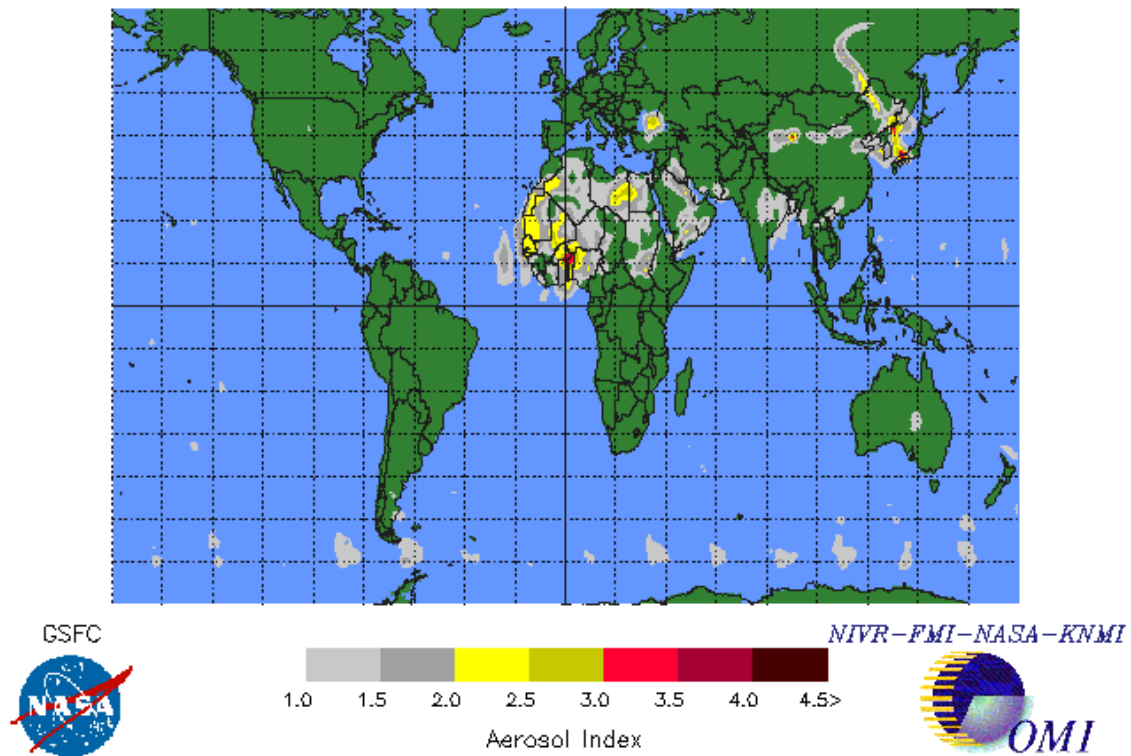 GSFC
NIVR-FMI-NASA-KNMI
NASA
1.0 1.5 2.0 2.5 3.0 3.5 4.0 4.5>
Aerosol Index
OMI